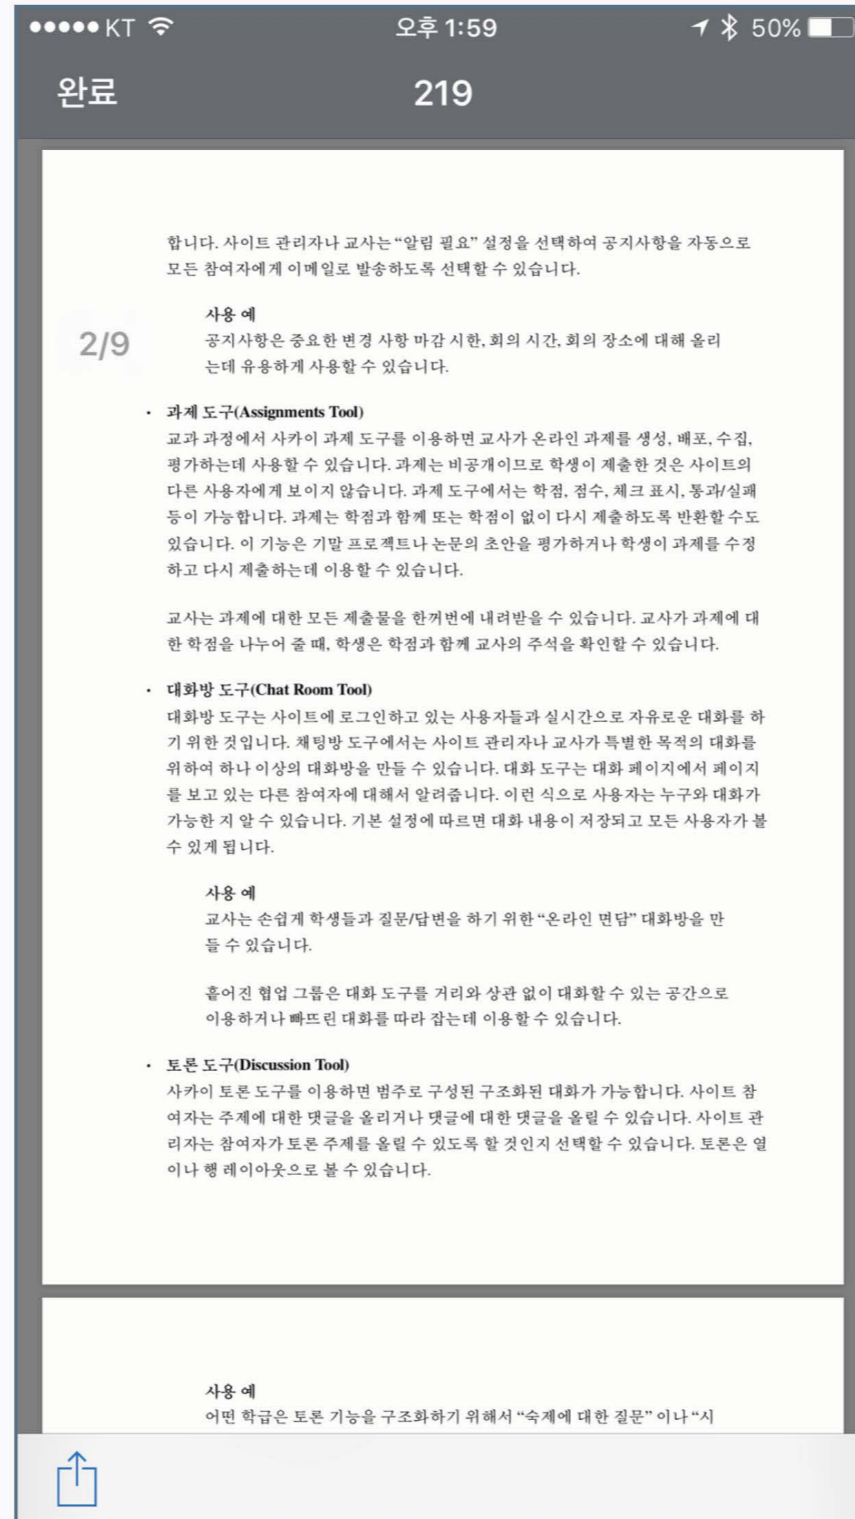 KT 오후 1:59 50%
완료 219
합니다. 사이트 관리자나 교사는 “알림 필요” 설정을 선택하여 공지사항을 자동으로
모든 참여자에게 이메일로 발송하도록 선택할 수 있습니다.
사용 예
2/9
공지사항은 중요한 변경 사항 마감 시한, 회의 시간, 회의 장소에 대해 올리
는데 유용하게 사용할 수 있습니다.
· 과제 도구(Assignments Tool)
교과 과정에서 사카이 과제 도구를 이용하면 교사가 온라인 과제를 생성, 배포, 수집,
평가하는데 사용할 수 있습니다. 과제는 비공개이므로 학생이 제출한 것은 사이트의
다른 사용자에게 보이지 않습니다. 과제 도구에서는 학점, 점수, 체크 표시, 통과/실패
등이 가능합니다. 과제는 학점과 함께 또는 학점이 없이 다시 제출하도록 반환할 수도
있습니다. 이 기능은 기말 프로젝트나 논문의 초안을 평가하거나 학생이 과제를 수정
하고 다시 제출하는데 이용할 수 있습니다.
교사는 과제에 대한 모든 제출물을 한꺼번에 내려받을 수 있습니다. 교사가 과제에 대
한 학점을 나누어 줄 때, 학생은 학점과 함께 교사의 주석을 확인할 수 있습니다.
· 대화방 도구(Chat Room Tool)
대화방 도구는 사이트에 로그인하고 있는 사용자들과 실시간으로 자유로운 대화를 하
기 위한 것입니다. 채팅방 도구에서는 사이트 관리자나 교사가 특별한 목적의 대화를
위하여 하나 이상의 대화방을 만들 수 있습니다. 대화 도구는 대화 페이지에서 페이지
를 보고 있는 다른 참여자에 대해서 알려줍니다. 이런 식으로 사용자는 누구와 대화가
가능한 지 알 수 있습니다. 기본 설정에 따르면 대화 내용이 저장되고 모든 사용자가 볼
수 있게 됩니다.
사용 예
교사는 손쉽게 학생들과 질문/답변을 하기 위한 “온라인 면담” 대화방을 만
들 수 있습니다.
흩어진 협업 그룹은 대화 도구를 거리와 상관 없이 대화할 수 있는 공간으로
이용하거나 빠뜨린 대화를 따라 잡는데 이용할 수 있습니다.
· 토론 도구(Discussion Tool)
사카이 토론 도구를 이용하면 범주로 구성된 구조화된 대화가 가능합니다. 사이트 참
여자는 주제에 대한 댓글을 올리거나 댓글에 대한 댓글을 올릴 수 있습니다. 사이트 관
리자는 참여자가 토론 주제를 올릴 수 있도록 할 것인지 선택할 수 있습니다. 토론은 열
이나 행 레이아웃으로 볼 수 있습니다.
사용 예
어떤 학급은 토론 기능을 구조화하기 위해서 “숙제에 대한 질문” 이나 “시